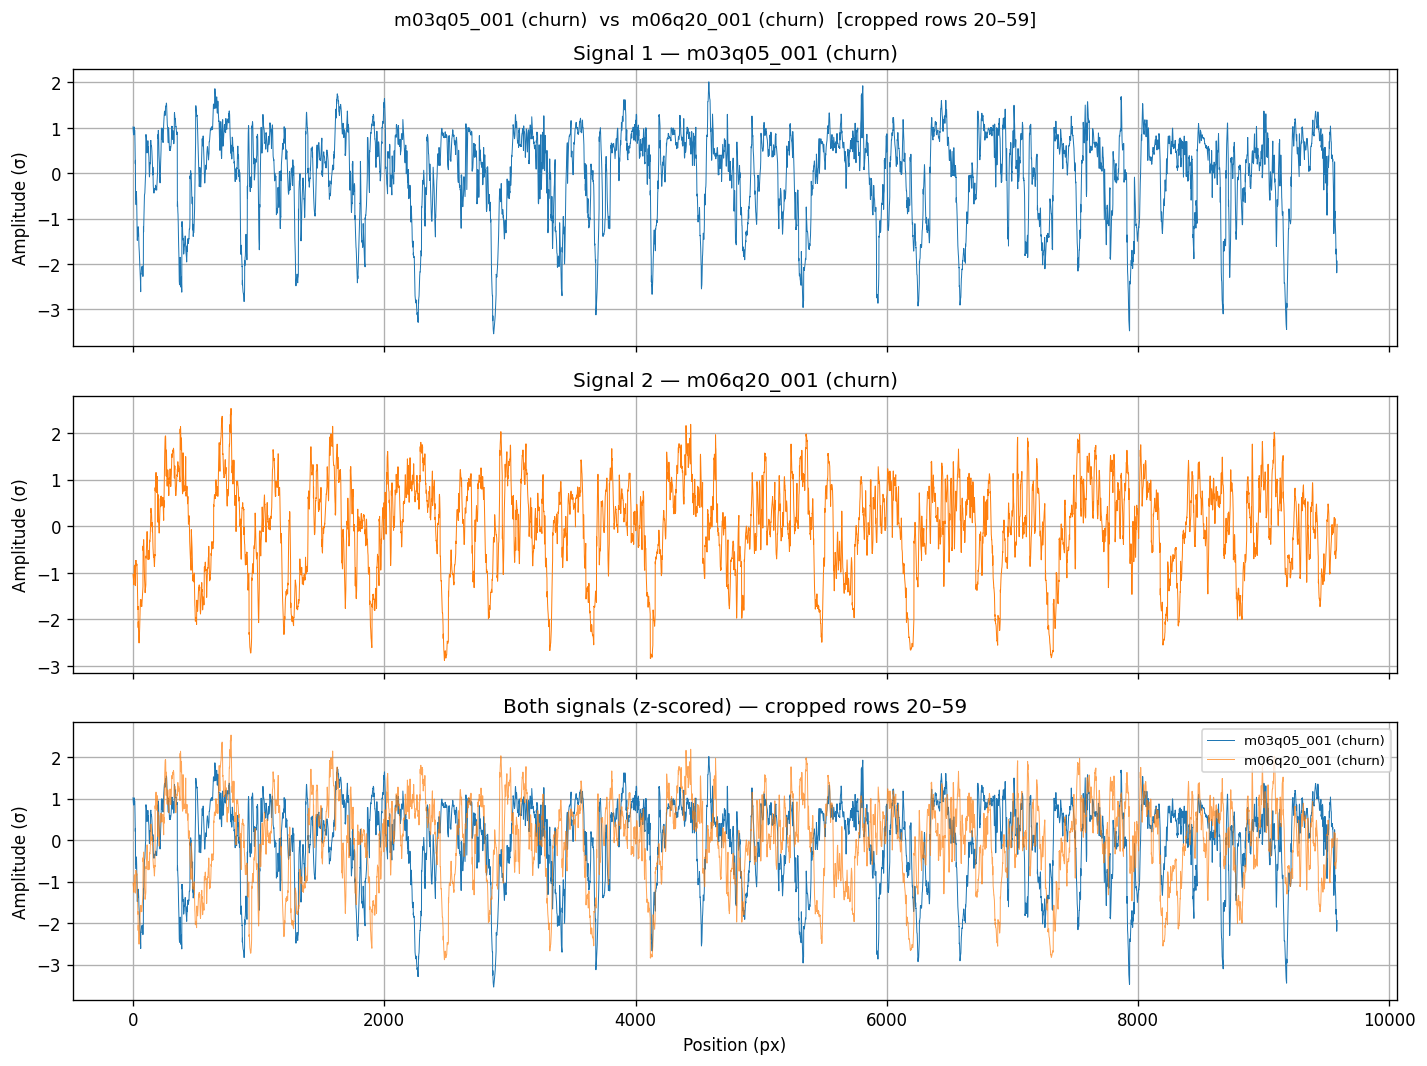 m03q05_001 (churn)  vs  m06q20_001 (churn)  [cropped rows 20–59]
Signal 1 — m03q05_001 (churn)
2
1
0
−1
−2
−3
Amplitude (σ)
Signal 2 — m06q20_001 (churn)
2
1
0
−1
−2
−3
Amplitude (σ)
Both signals (z-scored) — cropped rows 20–59
m03q05_001 (churn)
m06q20_001 (churn)
2
1
0
−1
−2
−3
Amplitude (σ)
0
2000
4000
6000
8000
10000
Position (px)